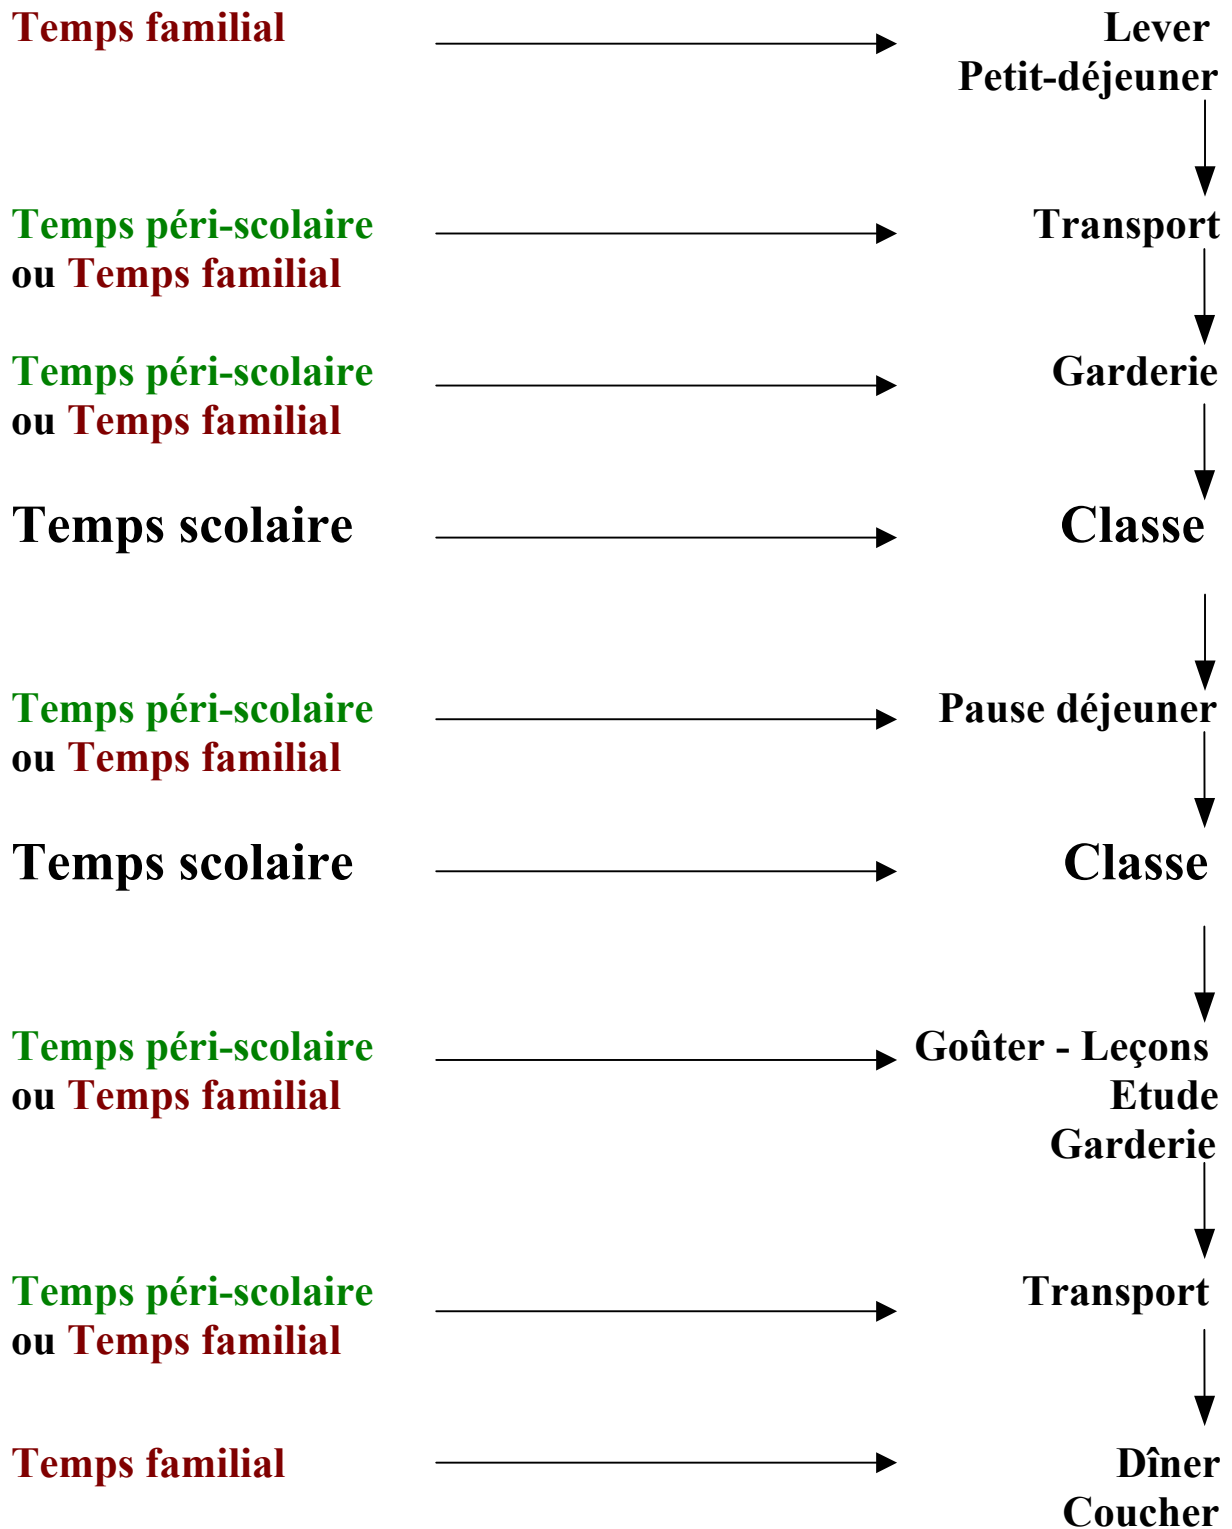 Temps familial Lever
Petit-déjeuner
Temps péri-scolaire Transport
ou Temps familial
Temps péri-scolaire Garderie
ou Temps familial
Temps scolaire Classe
Temps péri-scolaire Pause déjeuner
ou Temps familial
Temps scolaire Classe
Temps péri-scolaire Goûter - Leçons
ou Temps familial Etude
Garderie
Temps péri-scolaire Transport
ou Temps familial
Temps familial Dîner
Coucher